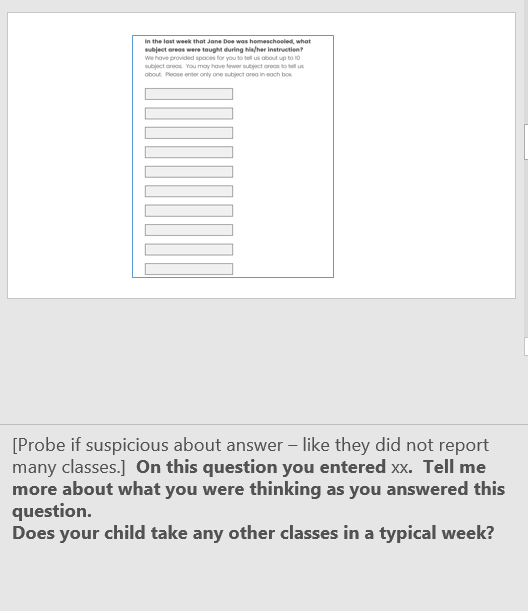 In the last week that Jane Doe was homeschooled, what
subject areas were taught during his/her instruction?
We have provided spaces for you to tell us about up to 10
subject areas. You may have fewer subject areas to tell us
about. Please enter only one subject area in each box.
[Probe if suspicious about answer – like they did not report
many classes.] On this question you entered xx. Tell me
more about what you were thinking as you answered this
question.
Does your child take any other classes in a typical week?